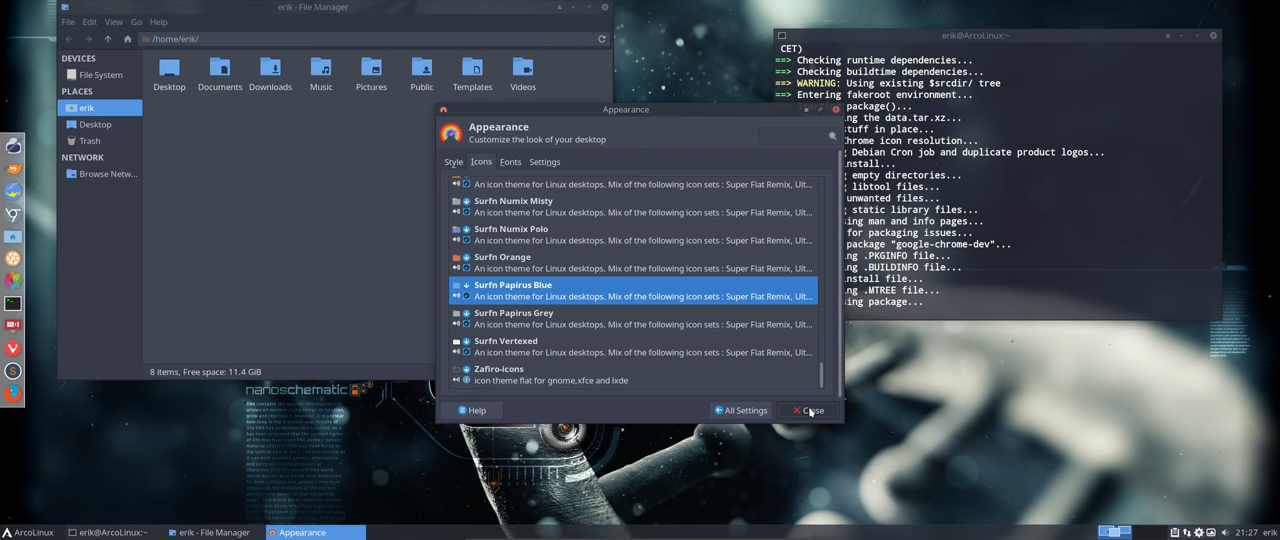 erik - File Manager
File Edit View Go Help
/home/erik/
DEVICES
File System
PLACES
erik
Desktop
Trash
NETWORK
Browse Netw...
Desktop
Documents
Downloads
Music
Pictures
Public
Templates
Videos
8 items, Free space: 11.4 GiB
erik@ArcoLinux:~
CET)
==> Checking runtime dependencies...
==> Checking buildtime dependencies...
==> WARNING: Using existing $srcdir/ tree
==> Entering fakeroot environment...
package()...
ing the data.tar.xz...
stuff in place...
hrome icon resolution...
Debian Cron job and duplicate product logos...
install...
empty directories...
libtool files...
unwanted files...
static library files...
sing man and info pages...
for packaging issues...
package "google-chrome-dev"...
ing .PKGINFO file...
ing .BUILDINFO file...
install file...
ing .MTREE file...
sing package...
Appearance
Appearance
Customize the look of your desktop
Style Icons Fonts Settings
An icon theme for Linux desktops. Mix of the following icon sets : Super Flat Remix, Ult...
Surfn Numix Misty
An icon theme for Linux desktops. Mix of the following icon sets : Super Flat Remix, Ult...
Surfn Numix Polo
An icon theme for Linux desktops. Mix of the following icon sets : Super Flat Remix, Ult...
Surfn Orange
An icon theme for Linux desktops. Mix of the following icon sets : Super Flat Remix, Ult...
Surfn Papirus Blue
An icon theme for Linux desktops. Mix of the following icon sets : Super Flat Remix, Ult...
Surfn Papirus Grey
An icon theme for Linux desktops. Mix of the following icon sets : Super Flat Remix, Ult...
Surfn Vertexed
An icon theme for Linux desktops. Mix of the following icon sets : Super Flat Remix, Ult...
Zafiro-icons
icon theme flat for gnome,xfce and lxde
Help
All Settings
Close
nanoschematic
ArcoLinux
erik@ArcoLinux:~
erik - File Manager
Appearance
21:27 erik